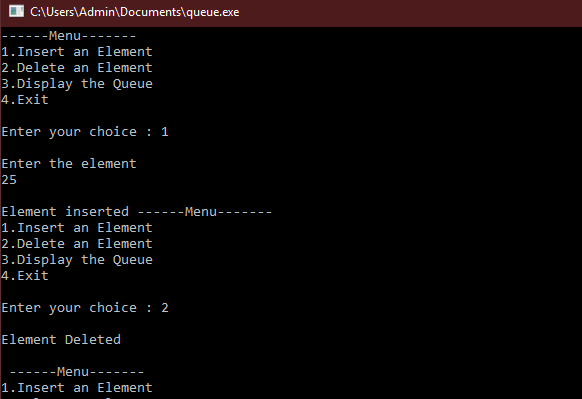 C:\Users\Admin\Documents\queue.exe
------Menu-------
1.Insert an Element
2.Delete an Element
3.Display the Queue
4.Exit
Enter your choice : 1
Enter the element
25
Element inserted ------Menu-------
1.Insert an Element
2.Delete an Element
3.Display the Queue
4.Exit
Enter your choice : 2
Element Deleted
------Menu-------
1.Insert an Element